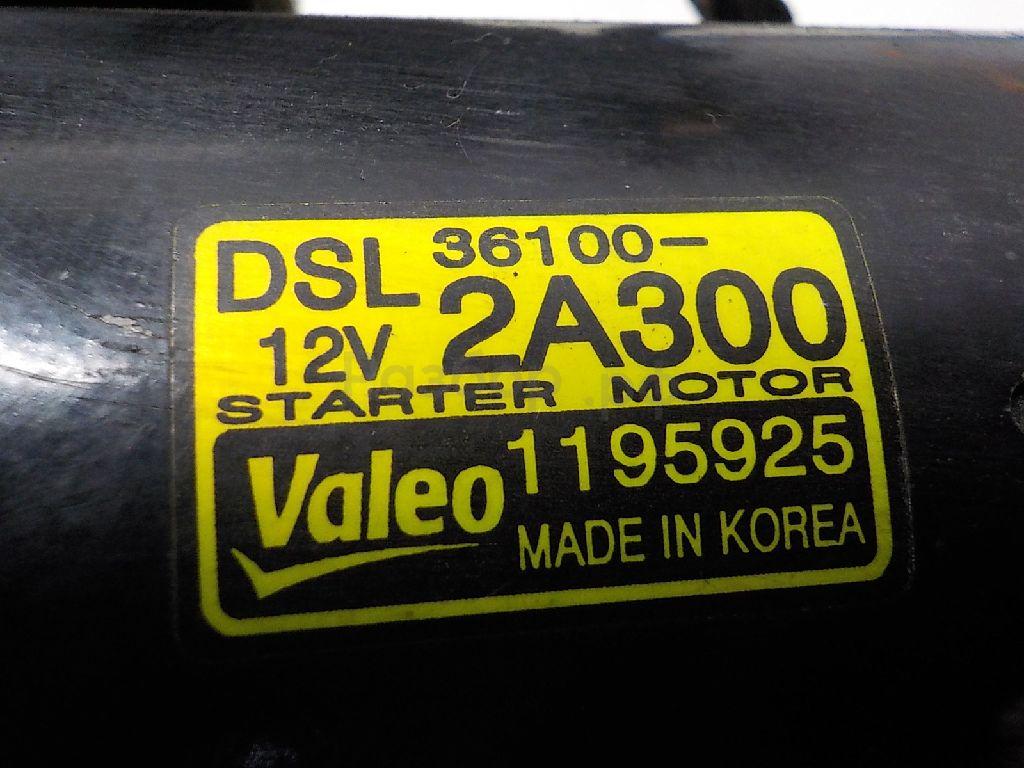 DSL 36100-
12V 2A300
STARTER MOTOR
Valeo 1195925
MADE IN KOREA